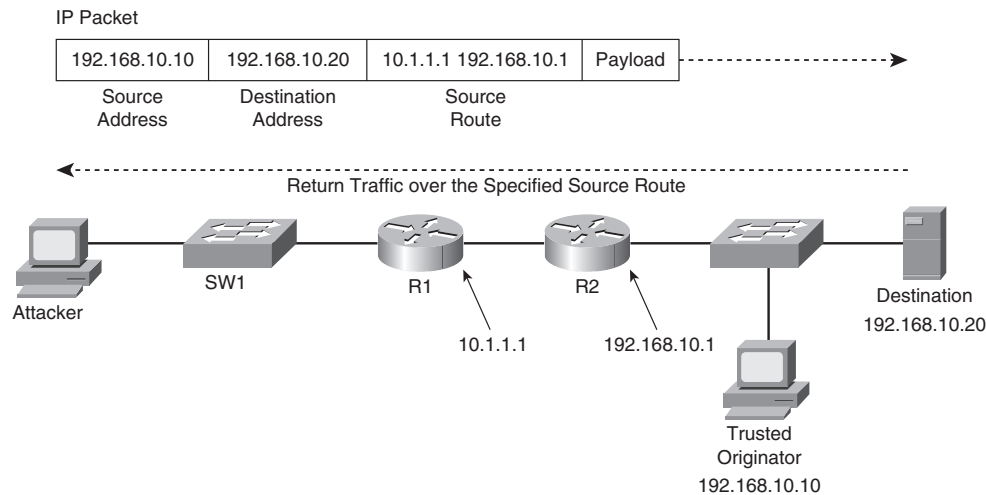 IP Packet
192.168.10.10 192.168.10.20 10.1.1.1 192.168.10.1 Payload
Source
Address
Destination
Address
Source
Route
Return Traffic over the Specified Source Route
Attacker
SW1
R1
R2
10.1.1.1
192.168.10.1
Destination
192.168.10.20
Trusted
Originator
192.168.10.10